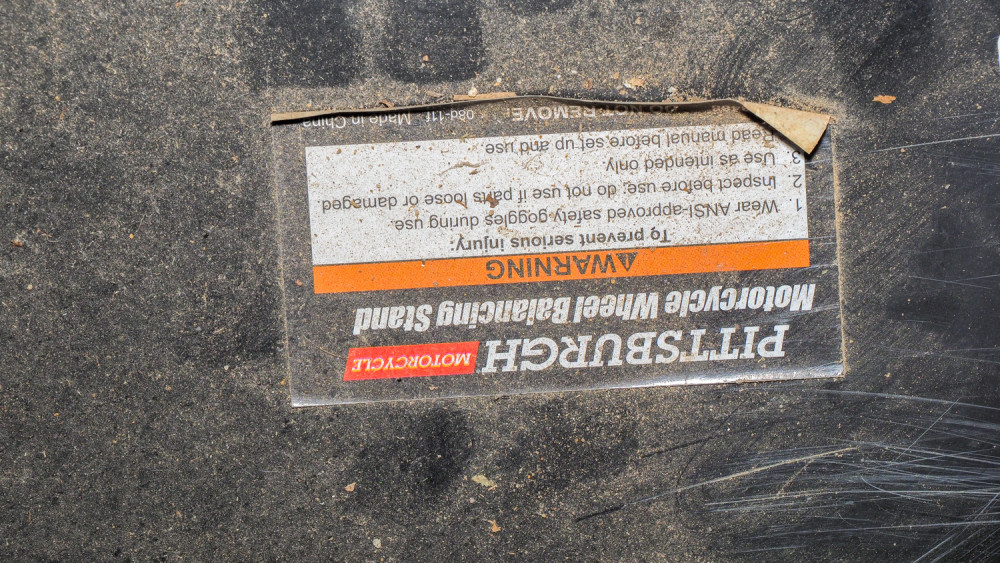 PITTSBURGH MOTORCYCLE
Motorcycle Wheel Balancing Stand
⚠WARNING
To prevent serious injury:
1. Wear ANSI-approved safety goggles during use.
2. Inspect before use; do not use if parts loose or damaged
3. Use as intended only.
Read manual before set up and use.
NOT REMOVE. 08d-11f Made in China